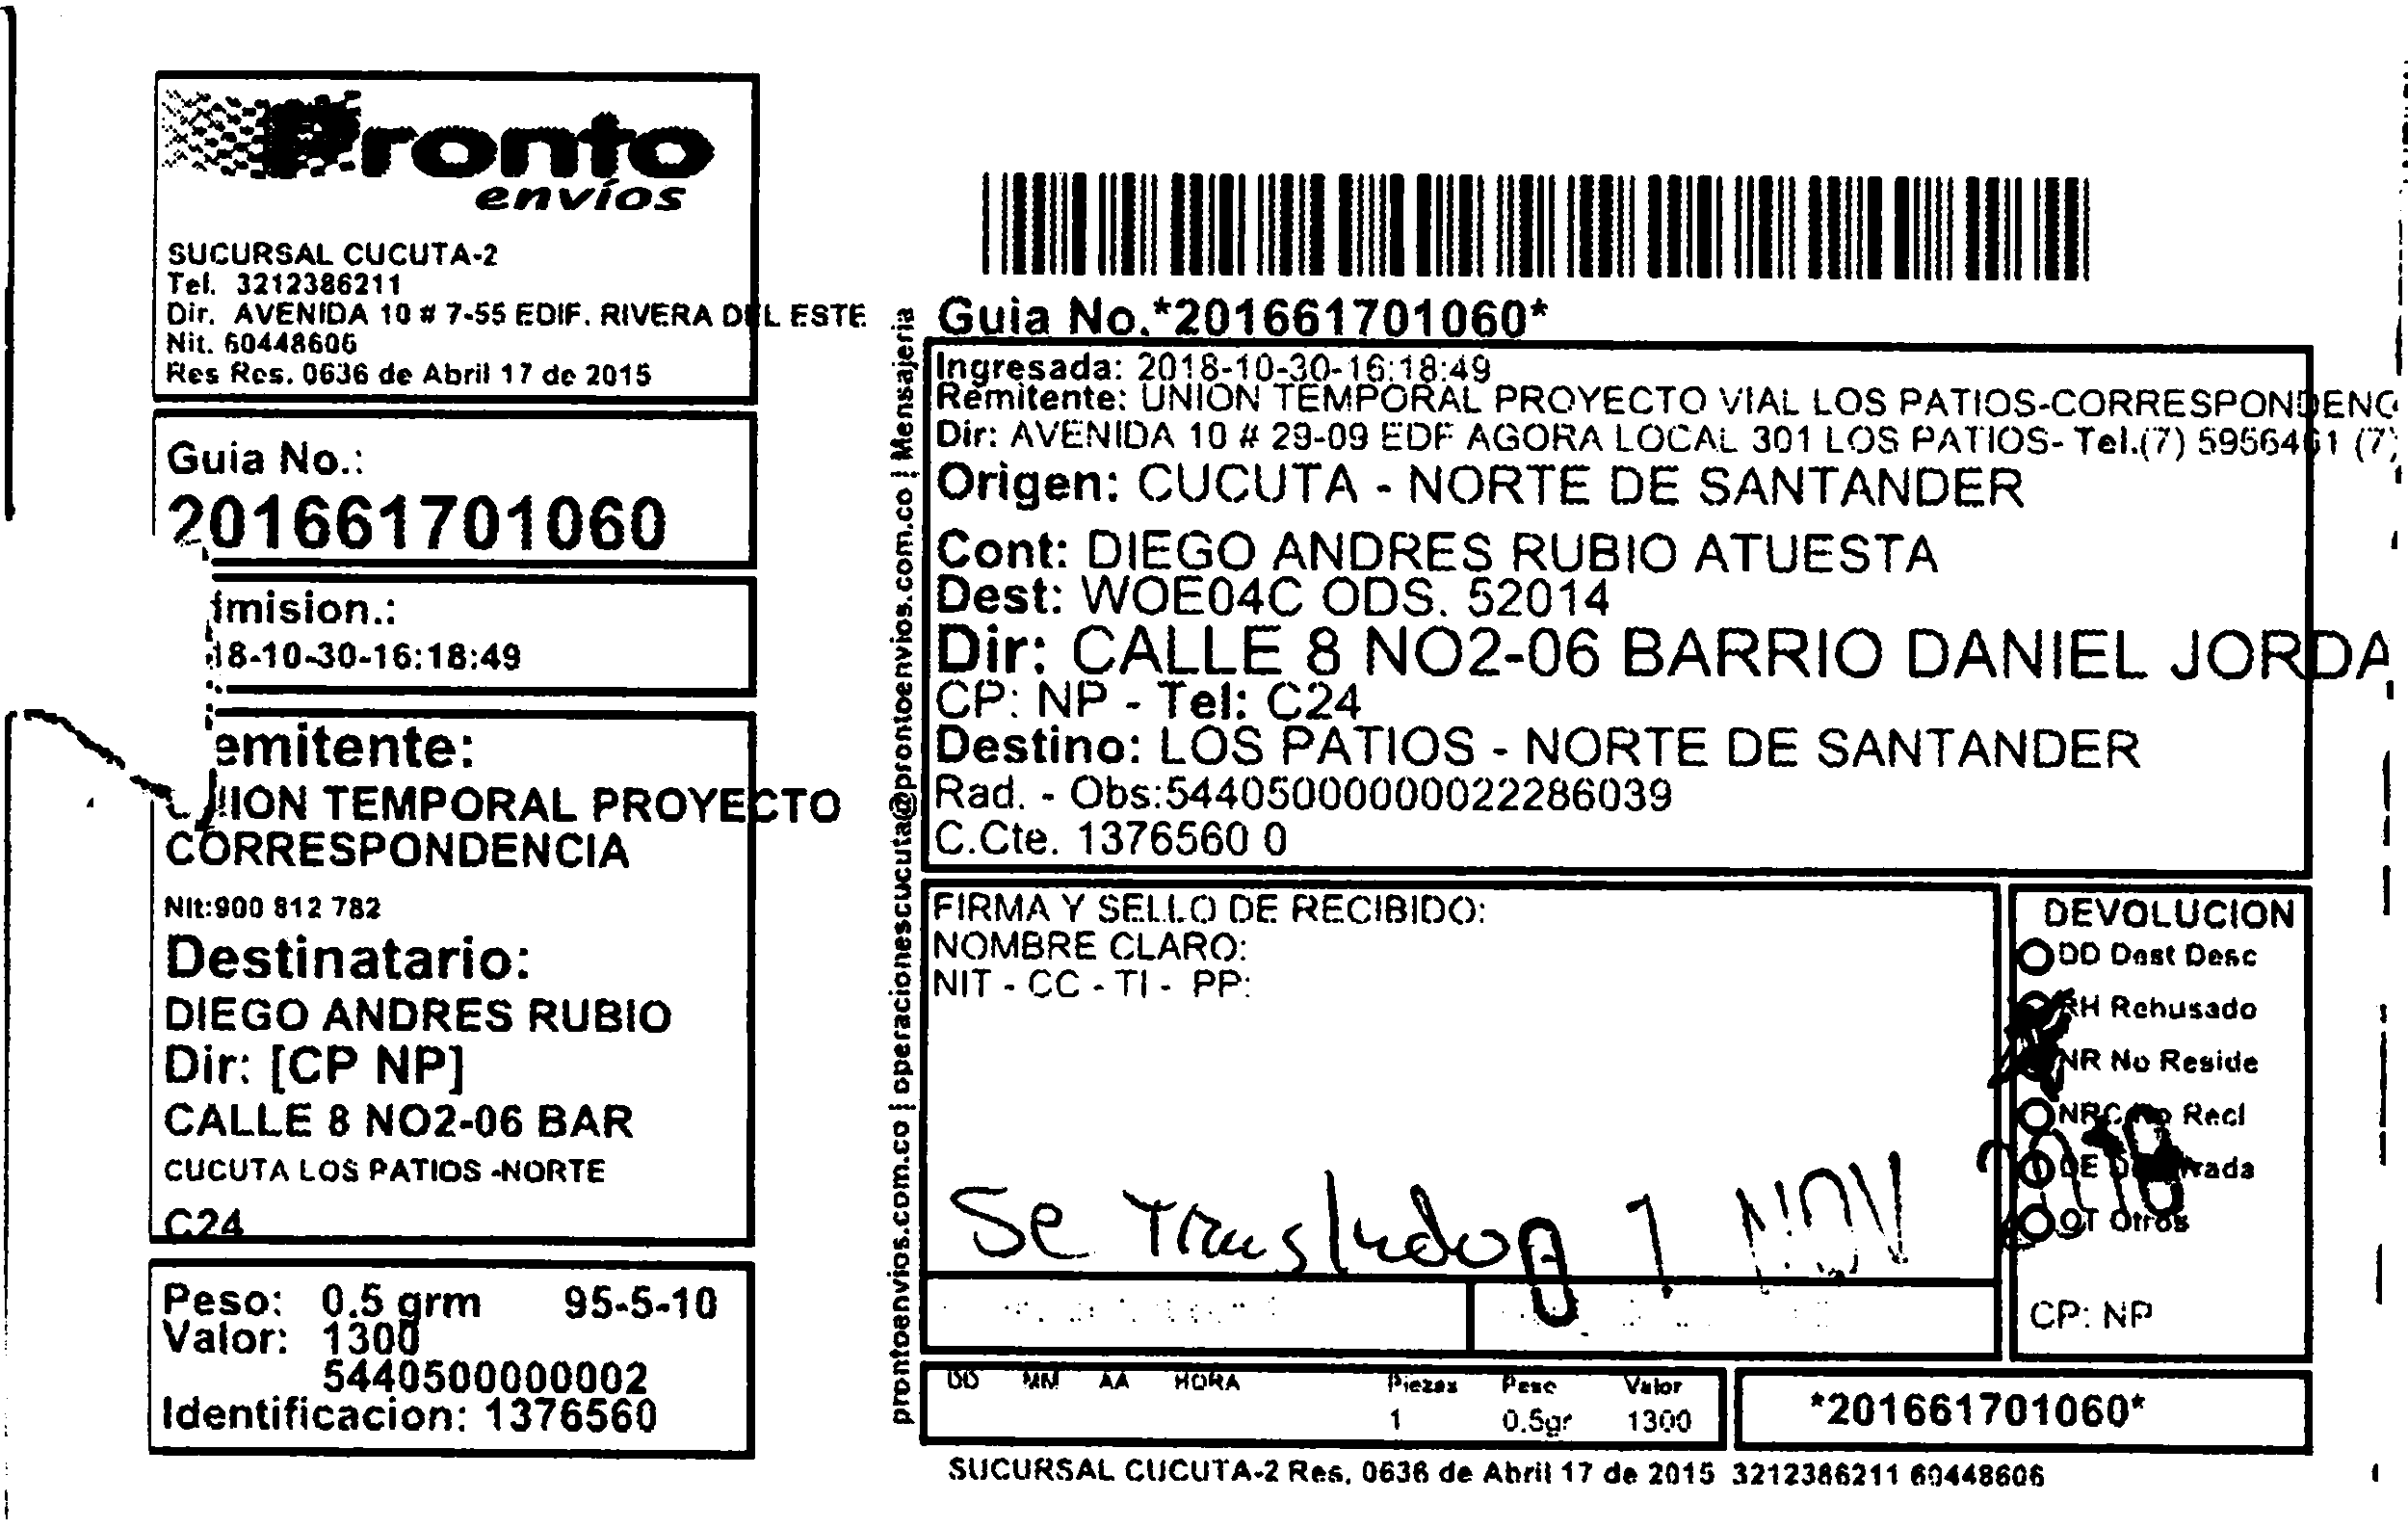 Pronto
envíos
SUCURSAL CUCUTA-2
Tel. 3212386211
Dir. AVENIDA 10 # 7-55 EDIF. RIVERA DEL ESTE
Nit. 60448606
Res Res. 0636 de Abril 17 de 2015
Guia No.:
201661701060
imision.:
18-10-30-16:18:49
emitente:
UNION TEMPORAL PROYECTO
CORRESPONDENCIA
Nit:900 812 782
Destinatario:
DIEGO ANDRES RUBIO
Dir: [CP NP]
CALLE 8 NO2-06 BAR
CUCUTA LOS PATIOS -NORTE
C24
Peso: 0.5 grm 95-5-10
Valor: 1300
5440500000002
Identificacion: 1376560
prontoenvios.com.co | operacionescucuta@prontoenvios.com.co | Mensajeria
Guia No.*201661701060*
Ingresada: 2018-10-30-16:18:49
Remitente: UNION TEMPORAL PROYECTO VIAL LOS PATIOS-CORRESPONDENC
Dir: AVENIDA 10 # 29-09 EDF AGORA LOCAL 301 LOS PATIOS- Tel.(7) 5956461 (7)
Origen: CUCUTA - NORTE DE SANTANDER
Cont: DIEGO ANDRES RUBIO ATUESTA
Dest: WOE04C ODS. 52014
Dir: CALLE 8 NO2-06 BARRIO DANIEL JORDA
CP: NP - Tel: C24
Destino: LOS PATIOS - NORTE DE SANTANDER
Rad. - Obs:544050000000022286039
C.Cte. 1376560 0
FIRMA Y SELLO DE RECIBIDO:
NOMBRE CLARO:
NIT - CC - TI - PP:
Se Trasladó
1 NOV 2018
DEVOLUCION
DD Dest Desc
RH Rehusado
NR No Reside
NRC No Recl
DE
OT Otros
CP: NP
DD MM AA HORA Piezas Peso Valor
1 0.5gr 1300
*201661701060*
SUCURSAL CUCUTA-2 Res. 0636 de Abril 17 de 2015 3212386211 60448606